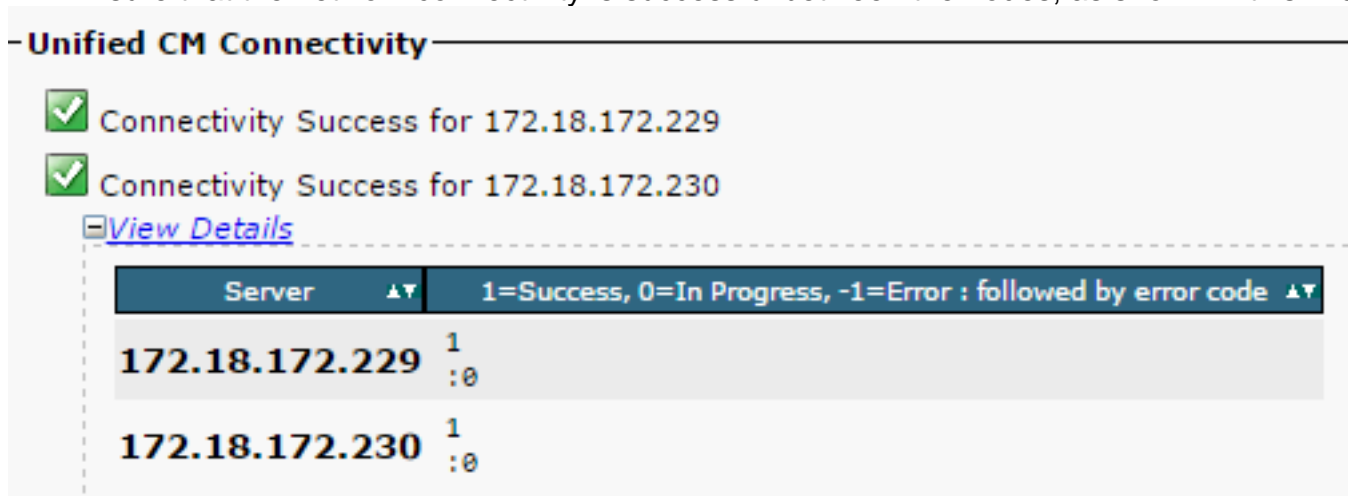 Unified CM Connectivity
Connectivity Success for 172.18.172.229
Connectivity Success for 172.18.172.230
View Details
Server 1=Success, 0=In Progress, -1=Error : followed by error code
172.18.172.229 1
:0
172.18.172.230 1
:0